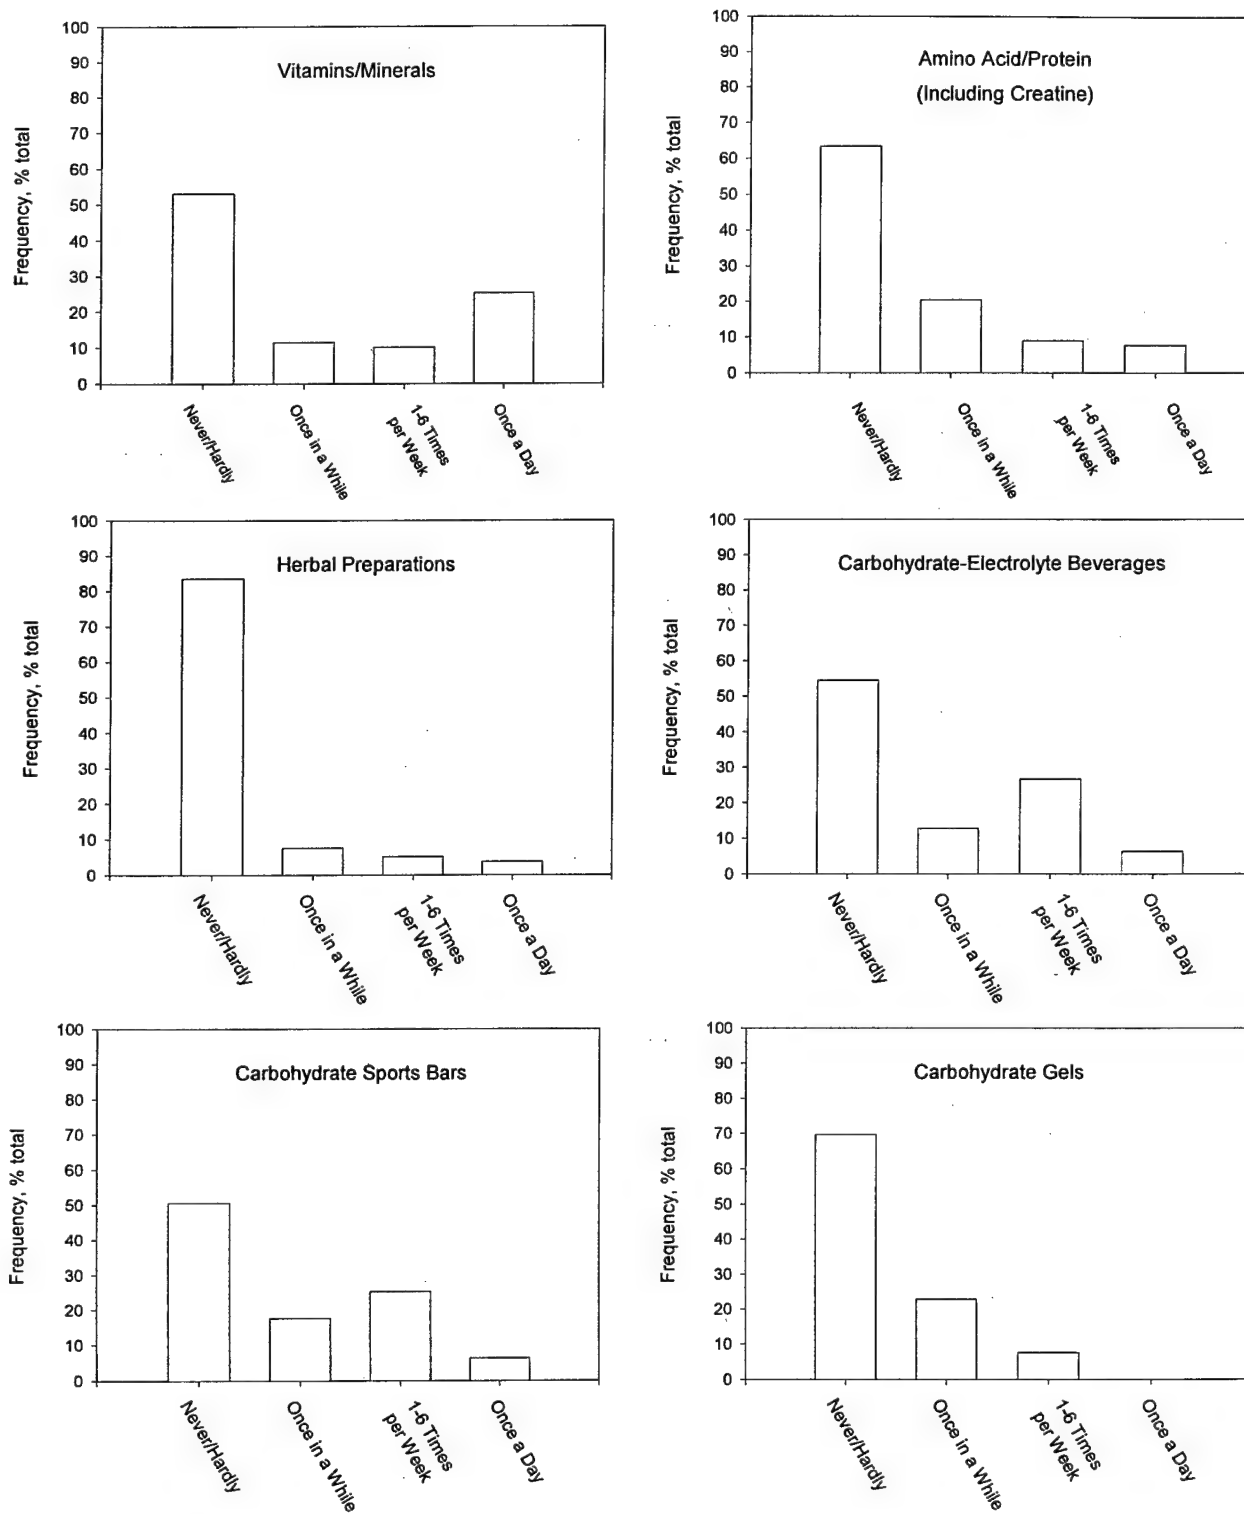 Vitamins/Minerals
Frequency, % total
100
90
80
70
60
50
40
30
20
10
0
Never/Hardly
Once in a While
1-6 Times
per Week
Once a Day
Amino Acid/Protein
(Including Creatine)
Frequency, % total
100
90
80
70
60
50
40
30
20
10
0
Never/Hardly
Once in a While
1-6 Times
per Week
Once a Day
Herbal Preparations
Frequency, % total
100
90
80
70
60
50
40
30
20
10
0
Never/Hardly
Once in a While
1-6 Times
per Week
Once a Day
Carbohydrate-Electrolyte Beverages
Frequency, % total
100
90
80
70
60
50
40
30
20
10
0
Never/Hardly
Once in a While
1-6 Times
per Week
Once a Day
Carbohydrate Sports Bars
Frequency, % total
100
90
80
70
60
50
40
30
20
10
0
Never/Hardly
Once in a While
1-6 Times
per Week
Once a Day
Carbohydrate Gels
Frequency, % total
100
90
80
70
60
50
40
30
20
10
0
Never/Hardly
Once in a While
1-6 Times
per Week
Once a Day